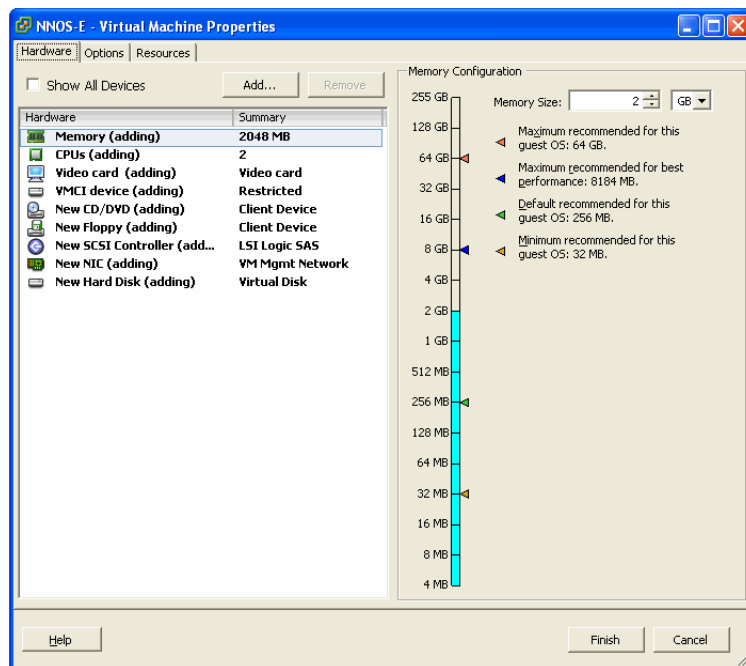 NNOS-E - Virtual Machine Properties
Hardware Options Resources
Show All Devices Add... Remove
Hardware Summary
Memory (adding) 2048 MB
CPUs (adding) 2
Video card (adding) Video card
VMCI device (adding) Restricted
New CD/DVD (adding) Client Device
New Floppy (adding) Client Device
New SCSI Controller (add... LSI Logic SAS
New NIC (adding) VM Mgmt Network
New Hard Disk (adding) Virtual Disk
Memory Configuration
255 GB
128 GB
64 GB
32 GB
16 GB
8 GB
4 GB
2 GB
1 GB
512 MB
256 MB
128 MB
64 MB
32 MB
16 MB
8 MB
4 MB
Memory Size: 2 GB
Maximum recommended for this
guest OS: 64 GB.
Maximum recommended for best
performance: 8184 MB.
Default recommended for this
guest OS: 256 MB.
Minimum recommended for this
guest OS: 32 MB.
Help Finish Cancel